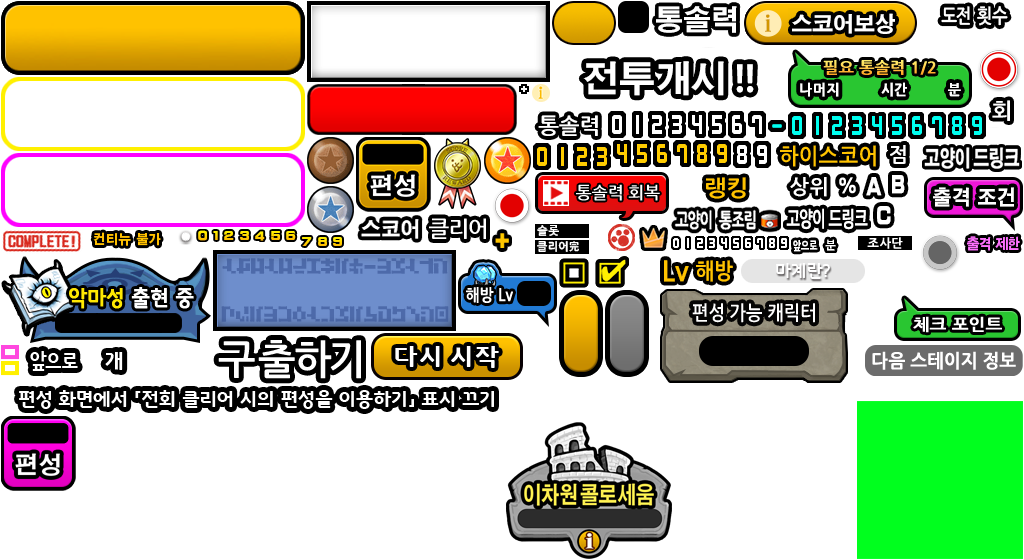 통솔력
스코어보상
도전 횟수
전투개시 !!
필요 통솔력 1/2
나머지 시간 분
회
통솔력 01234567-0123456789
0123456789 89
하이스코어 점
고양이 드링크
편성
통솔력 회복
랭킹
상위 % A B
출격 조건
스코어 클리어
고양이 통조림
고양이 드링크 C
COMPLETE!
컨티뉴 불가
0123456
789
+
슬롯
클리어完
0123456789
앞으로 분
조사단
출격 제한
악마성 출현 중
해방 Lv
Lv 해방
마계란?
편성 가능 캐릭터
체크 포인트
앞으로 개
구출하기
다시 시작
다음 스테이지 정보
편성 화면에서 「전회 클리어 시의 편성을 이용하기」 표시 끄기
편성
이차원 콜로세움
i